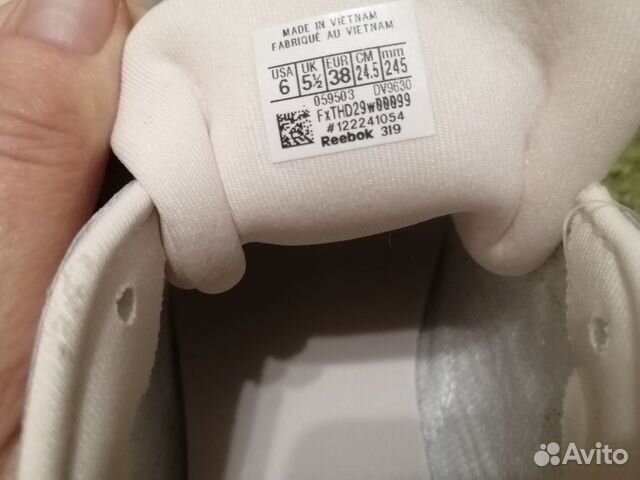 MADE IN VIETNAM
FABRIQUÉ AU VIETNAM
USA UK EUR CM mm
6 5½ 38 24.5 245
059503 DV9630
FxTHD29w00099
#122241054
Reebok 319
Avito